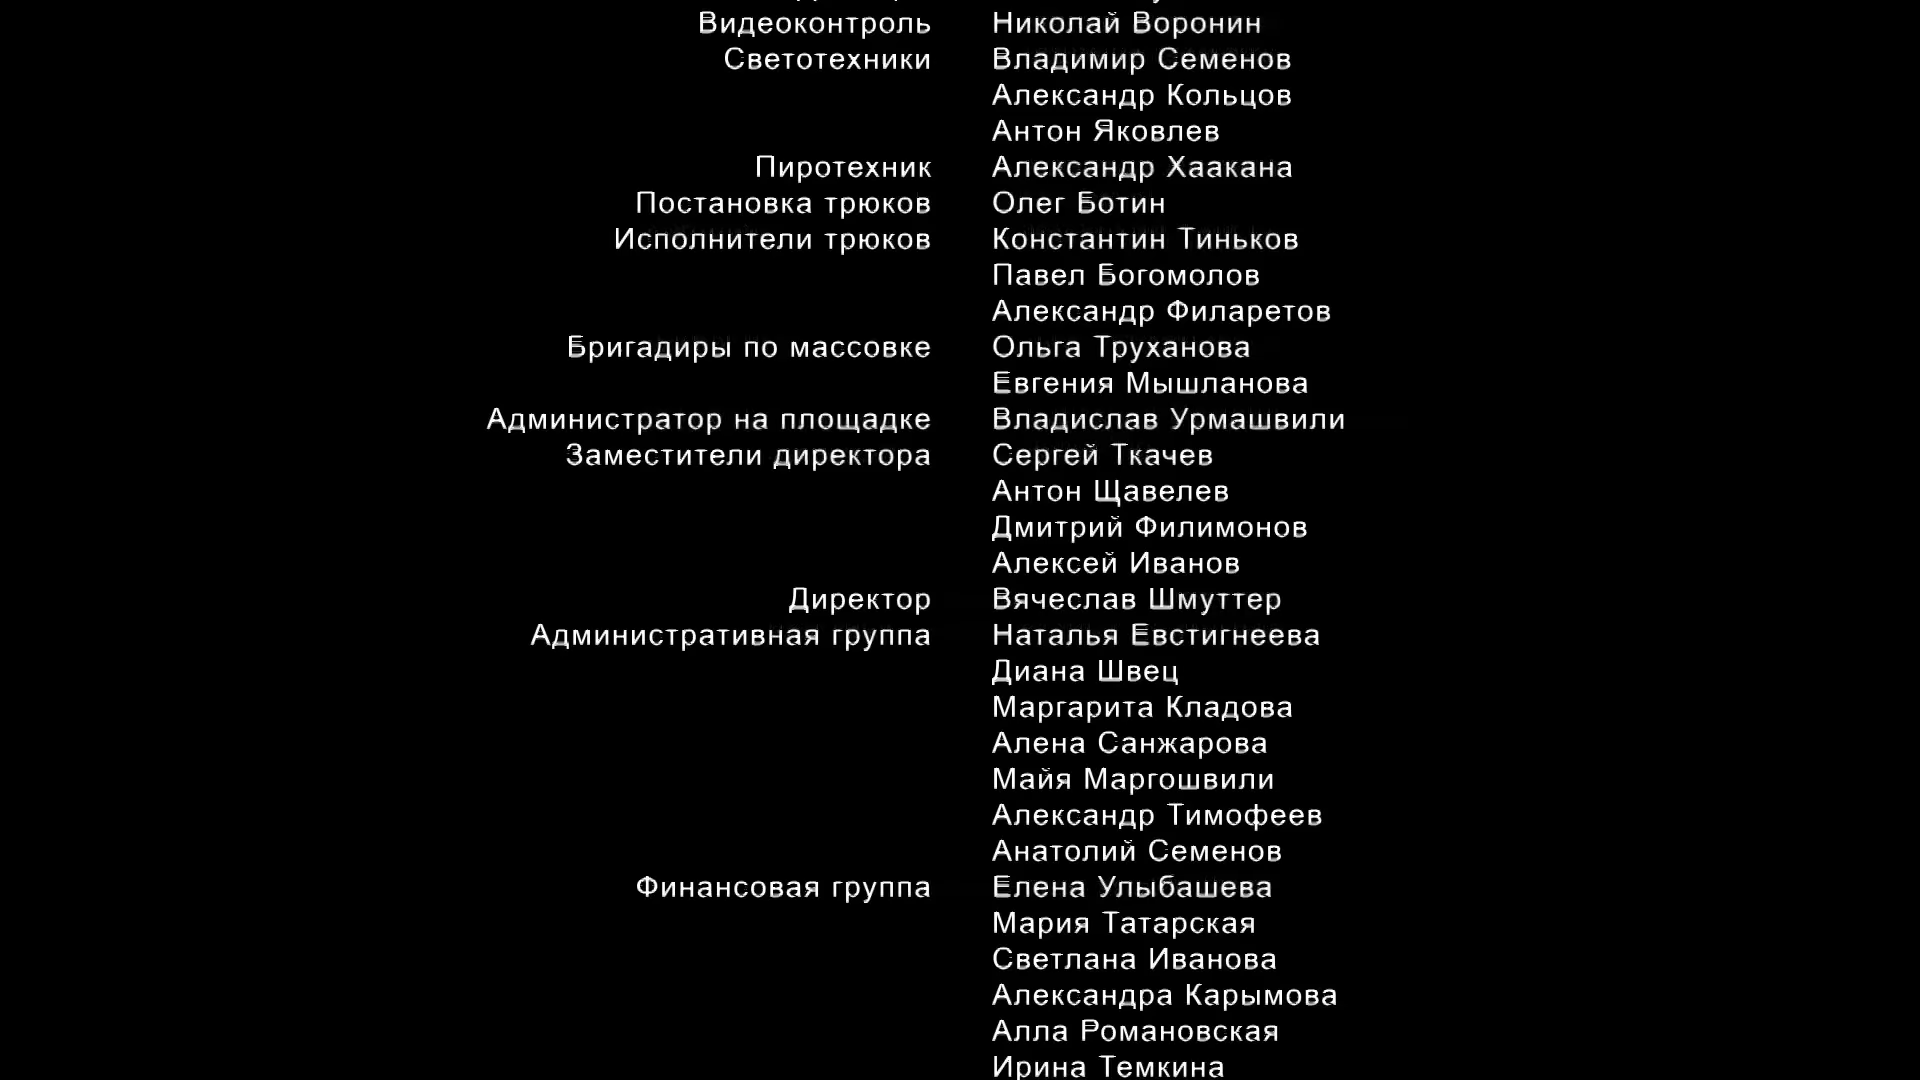 Видеоконтроль Николай Воронин
Светотехники Владимир Семенов
Александр Кольцов
Антон Яковлев
Пиротехник Александр Хаакана
Постановка трюков Олег Ботин
Исполнители трюков Константин Тиньков
Павел Богомолов
Александр Филаретов
Бригадиры по массовке Ольга Труханова
Евгения Мышланова
Администратор на площадке Владислав Урмашвили
Заместители директора Сергей Ткачев
Антон Щавелев
Дмитрий Филимонов
Алексей Иванов
Директор Вячеслав Шмуттер
Административная группа Наталья Евстигнеева
Диана Швец
Маргарита Кладова
Алена Санжарова
Майя Маргошвили
Александр Тимофеев
Анатолий Семенов
Финансовая группа Елена Улыбашева
Мария Татарская
Светлана Иванова
Александра Карымова
Алла Романовская
Ирина Темкина